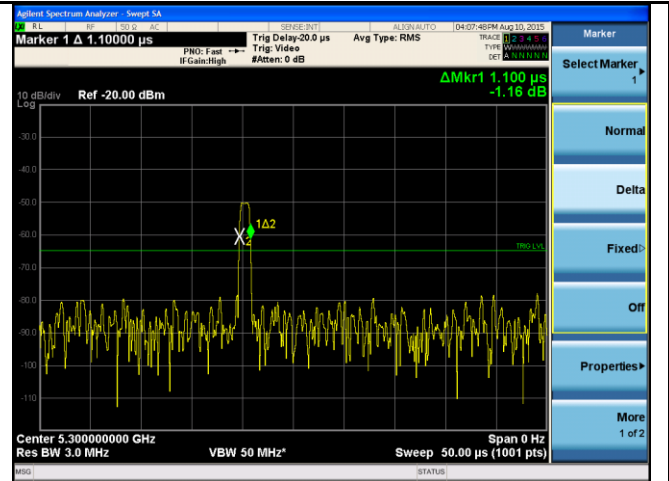 Agilent Spectrum Analyzer - Swept SA
RL RF 50 Ω AC SENSE:INT ALIGN AUTO 04:07:48 PM Aug 10, 2015
Marker 1 Δ 1.10000 µs
PNO: Fast
IFGain:High
Trig Delay-20.0 µs
Trig: Video
#Atten: 0 dB
Avg Type: RMS
TRACE 1 2 3 4 5 6
TYPE WWWWWW
DET A N N N N N
ΔMkr1 1.100 µs
-1.16 dB
10 dB/div Ref -20.00 dBm
Log
-30.0
-40.0
-50.0
-60.0
-70.0
-80.0
-90.0
-100
-110
1Δ2
2
TRIG LVL
Center 5.300000000 GHz
Span 0 Hz
Res BW 3.0 MHz VBW 50 MHz* Sweep 50.00 µs (1001 pts)
MSG STATUS
Marker
Select Marker
1
Normal
Delta
Fixed
Off
Properties
More
1 of 2